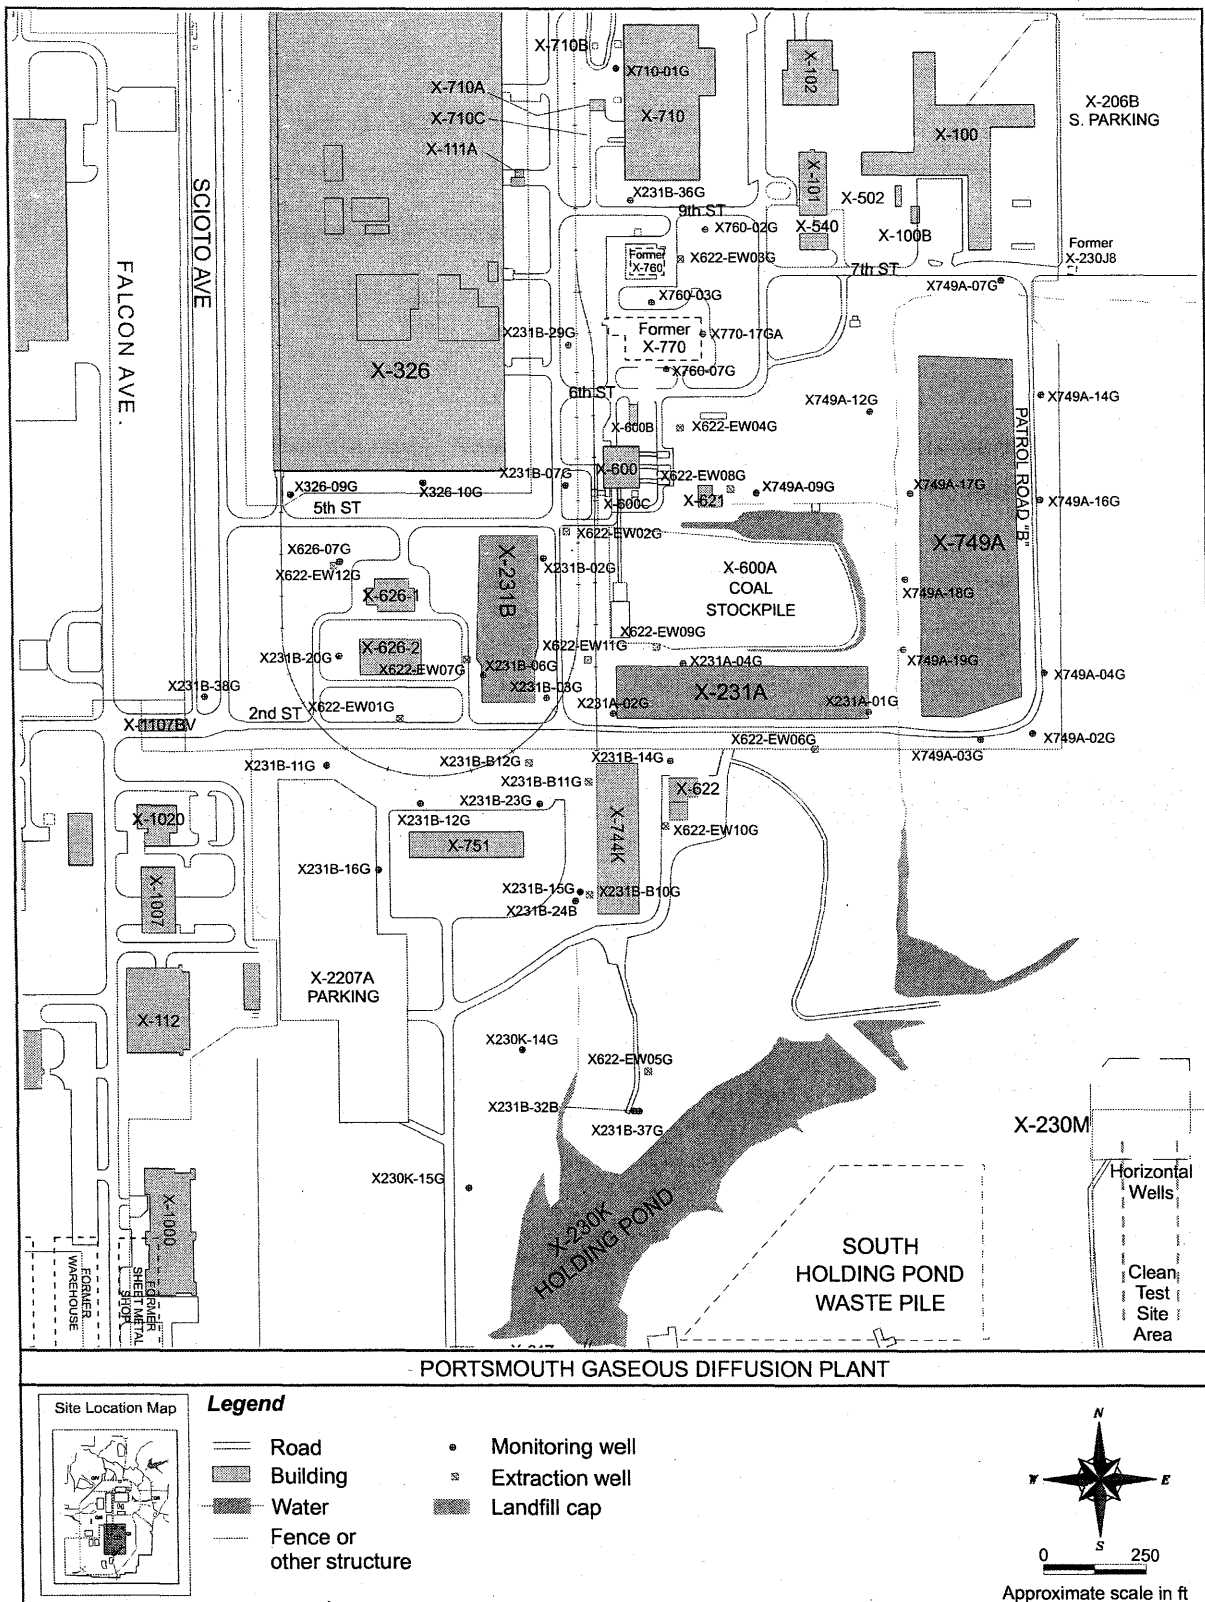 X-710B
X710-01G
X-102
X-710A
X-710C
X-710
X-111A
X-100
X-206B
S. PARKING
SCIOTO AVE
X231B-36G
9th ST
X-101
X-502
X760-02G
X-540
X-100B
Former
X-760
X622-EW03G
Former
X-230J8
7th ST
FALCON AVE.
X749A-07G
X760-03G
X231B-29G
Former
X-770
X770-17GA
X-326
X760-07G
6th ST
X749A-12G
X749A-14G
PATROL ROAD "B"
X-600B
X622-EW04G
X231B-07G
X-600
X622-EW08G
X326-09G
X326-10G
X-621
X749A-09G
X749A-17G
X749A-16G
5th ST
X-600C
X622-EW02G
X626-07G
X622-EW12G
X-231B
X231B-02G
X-600A
COAL
STOCKPILE
X-749A
X-626-1
X749A-18G
X622-EW09G
X231B-20G
X-626-2
X622-EW07G
X622-EW11G
X231B-06G
X231A-04G
X749A-19G
X749A-04G
X231B-38G
X231B-03G
X-231A
X-1107BV
2nd ST
X622-EW01G
X231A-02G
X231A-01G
X622-EW06G
X749A-03G
X749A-02G
X231B-11G
X231B-B12G
X231B-14G
X231B-B11G
X-622
X-1020
X231B-12G
X231B-23G
X-744K
X622-EW10G
X-751
X-1007
X231B-16G
X231B-15G
X231B-B10G
X231B-24B
X-2207A
PARKING
X-112
X230K-14G
X622-EW05G
X231B-32B
X231B-37G
X-230M
X230K-15G
Horizontal
Wells
X-1000
X-230K
HOLDING POND
SOUTH
HOLDING POND
WASTE PILE
Clean
Test
Site
Area
FORMER
WAREHOUSE
FORMER
SHEET METAL
SHOP
PORTSMOUTH GASEOUS DIFFUSION PLANT
Site Location Map
Legend
Road
Building
Water
Fence or
other structure
Monitoring well
Extraction well
Landfill cap
N
W
E
S
0
250
Approximate scale in ft